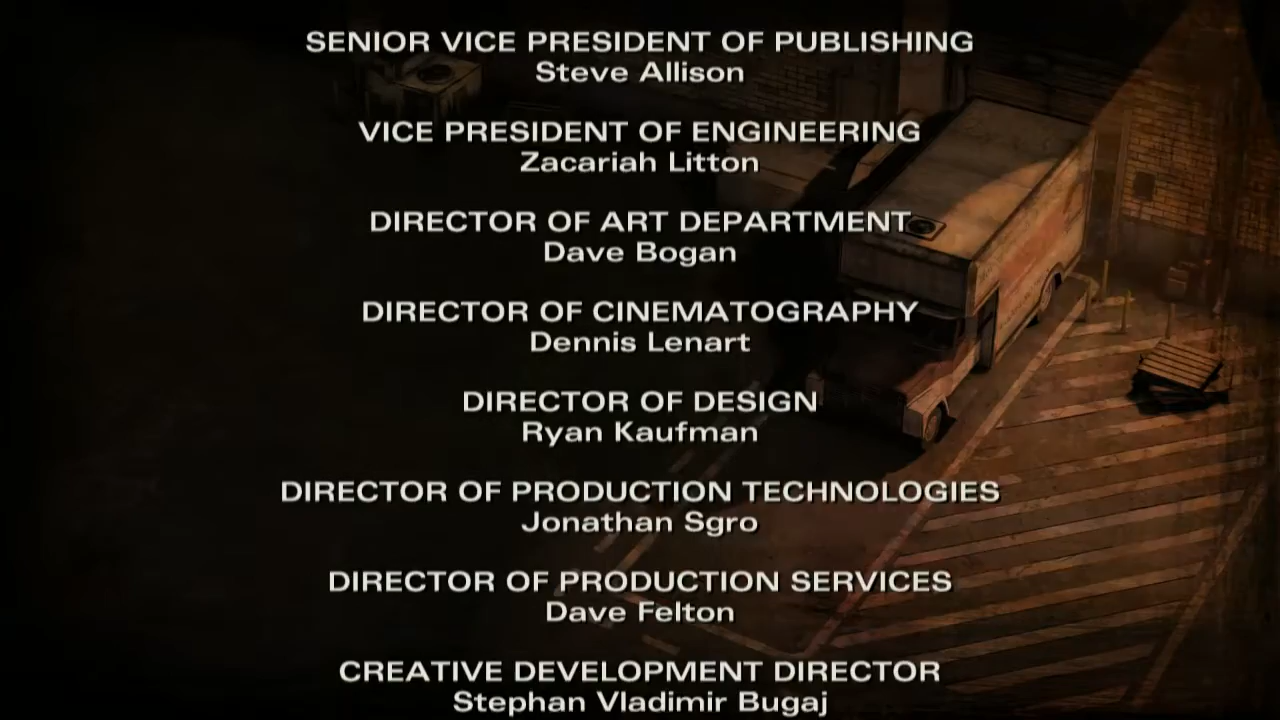 SENIOR VICE PRESIDENT OF PUBLISHING
Steve Allison
VICE PRESIDENT OF ENGINEERING
Zacariah Litton
DIRECTOR OF ART DEPARTMENT
Dave Bogan
DIRECTOR OF CINEMATOGRAPHY
Dennis Lenart
DIRECTOR OF DESIGN
Ryan Kaufman
DIRECTOR OF PRODUCTION TECHNOLOGIES
Jonathan Sgro
DIRECTOR OF PRODUCTION SERVICES
Dave Felton
CREATIVE DEVELOPMENT DIRECTOR
Stephan Vladimir Bugaj